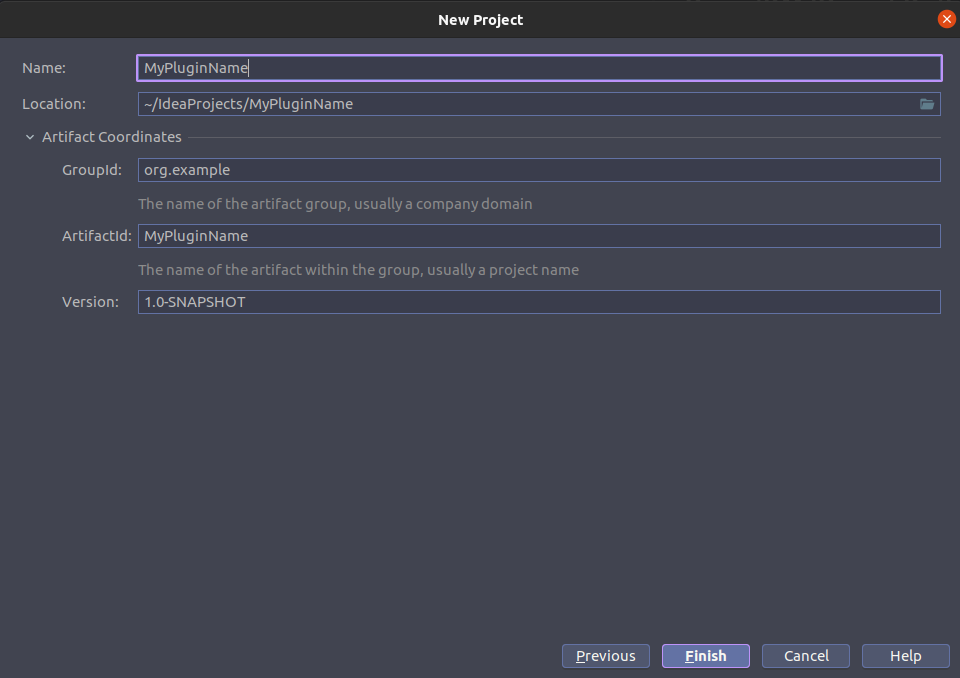 New Project
Name: MyPluginName
Location: ~/IdeaProjects/MyPluginName
Artifact Coordinates
GroupId: org.example
The name of the artifact group, usually a company domain
ArtifactId: MyPluginName
The name of the artifact within the group, usually a project name
Version: 1.0-SNAPSHOT
Previous Finish Cancel Help